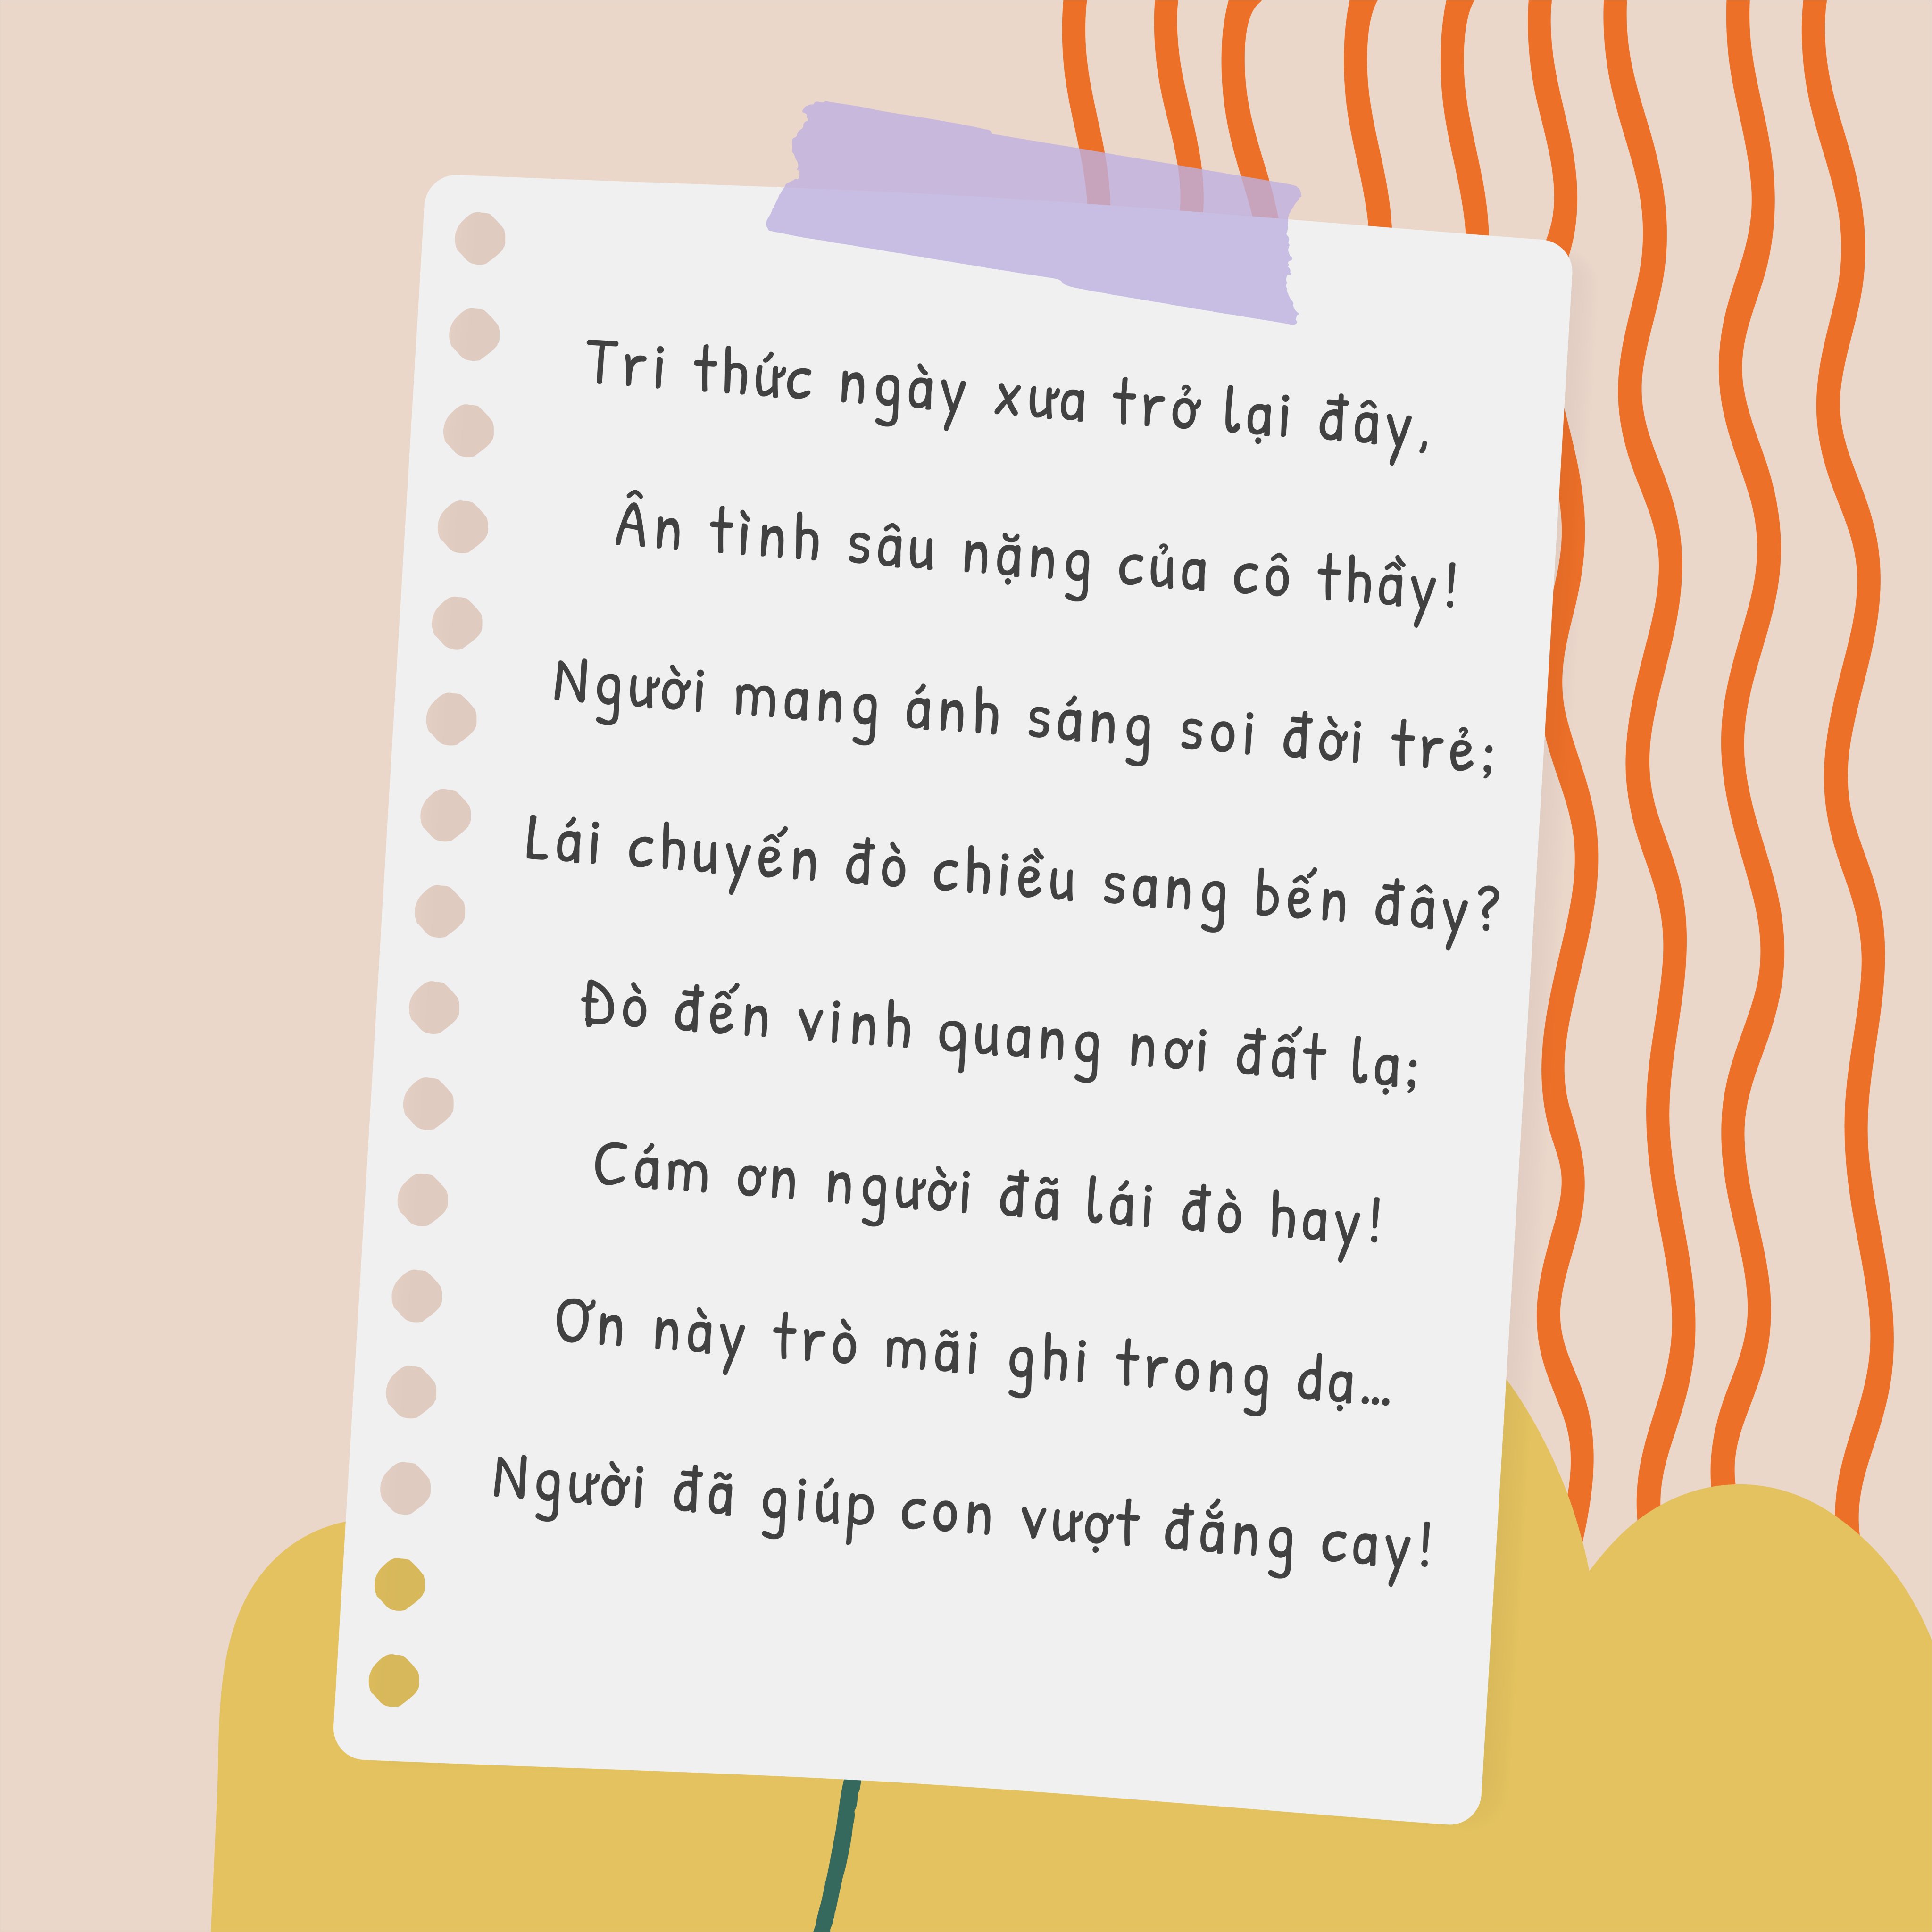 Tri thức ngày xưa trở lại đây,
Ân tình sâu nặng của cô thầy!
Người mang ánh sáng soi đời trẻ;
Lái chuyến đò chiều sang bến đây?
Đò đến vinh quang nơi đất lạ;
Cám ơn người đã lái đò hay!
Ơn này trò mãi ghi trong dạ...
Người đã giúp con vượt đắng cay!